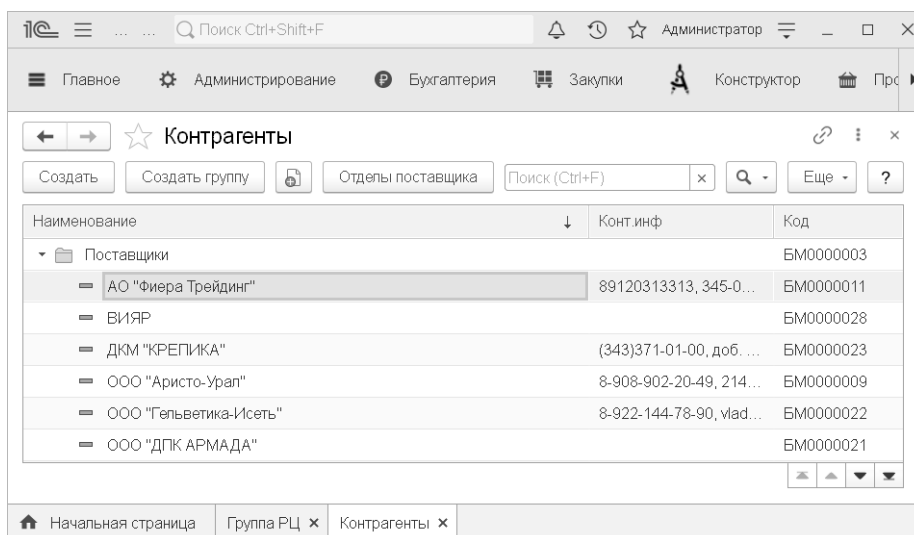 1С ... ... Поиск Ctrl+Shift+F Администратор
Главное Администрирование Бухгалтерия Закупки Конструктор Прс
Контрагенты
Создать Создать группу Отделы поставщика Поиск (Ctrl+F) Еще ?
Наименование ↓ Конт.инф Код
Поставщики БМ0000003
АО "Фиера Трейдинг" 89120313313, 345-0... БМ0000011
ВИЯР БМ0000028
ДКМ "КРЕПИКА" (343)371-01-00, доб. ... БМ0000023
ООО "Аристо-Урал" 8-908-902-20-49, 214... БМ0000009
ООО "Гельветика-Исеть" 8-922-144-78-90, vlad... БМ0000022
ООО "ДПК АРМАДА" БМ0000021
Начальная страница Группа РЦ × Контрагенты ×